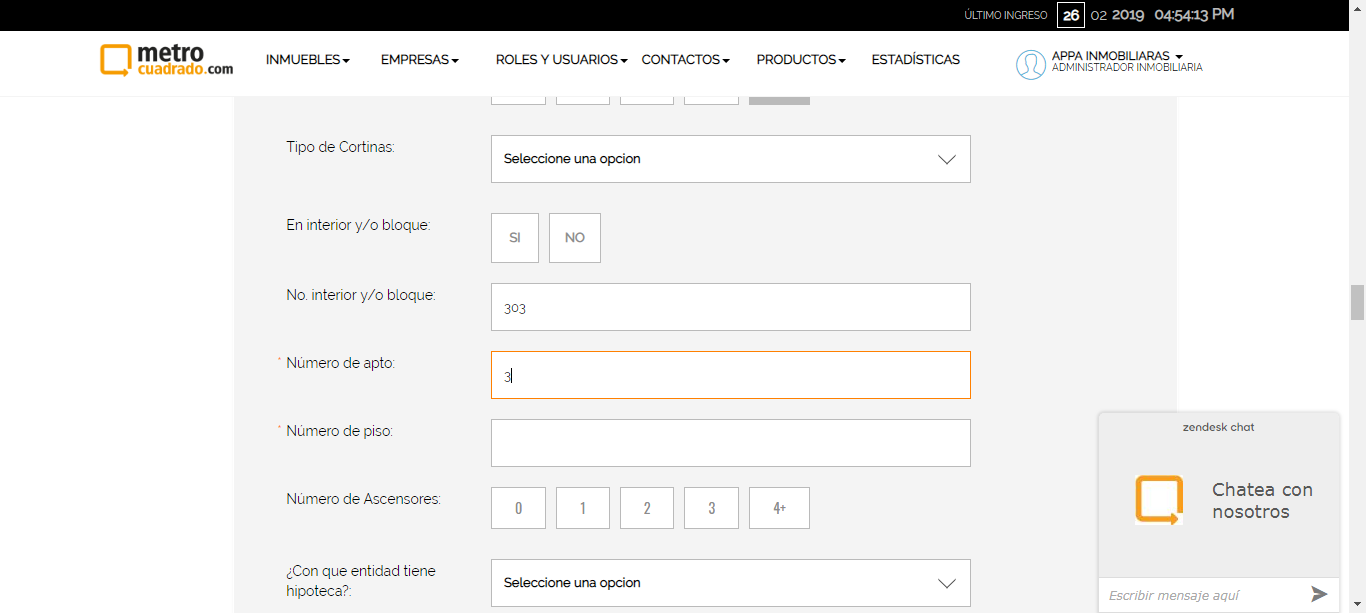 ÚLTIMO INGRESO 26 02 2019 04:54:13 PM
metro
cuadrado.com
INMUEBLES EMPRESAS ROLES Y USUARIOS CONTACTOS PRODUCTOS ESTADÍSTICAS
APPA INMOBILIARAS
ADMINISTRADOR INMOBILIARIA
Tipo de Cortinas: Seleccione una opcion
En interior y/o bloque: SI NO
No. interior y/o bloque: 303
* Número de apto: 3
* Número de piso:
Número de Ascensores: 0 1 2 3 4+
¿Con que entidad tiene
hipoteca?: Seleccione una opcion
zendesk chat
Chatea con
nosotros
Escribir mensaje aquí